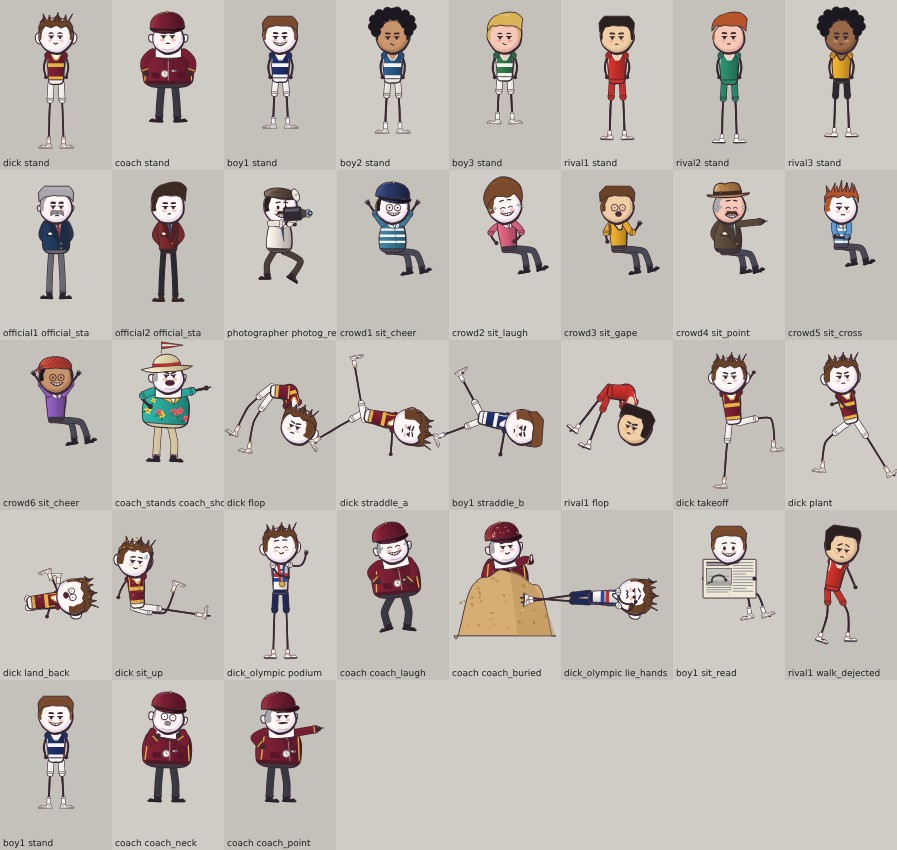 dick stand
coach stand
boy1 stand
boy2 stand
boy3 stand
rival1 stand
rival2 stand
rival3 stand
official1 official_sta
official2 official_sta
photographer photog_re
crowd1 sit_cheer
crowd2 sit_laugh
crowd3 sit_gape
crowd4 sit_point
crowd5 sit_cross
crowd6 sit_cheer
coach_stands coach_sho
dick flop
dick straddle_a
boy1 straddle_b
rival1 flop
dick takeoff
dick plant
dick land_back
dick sit_up
dick_olympic podium
coach coach_laugh
coach coach_buried
dick_olympic lie_hands
boy1 sit_read
rival1 walk_dejected
boy1 stand
coach coach_neck
coach coach_point